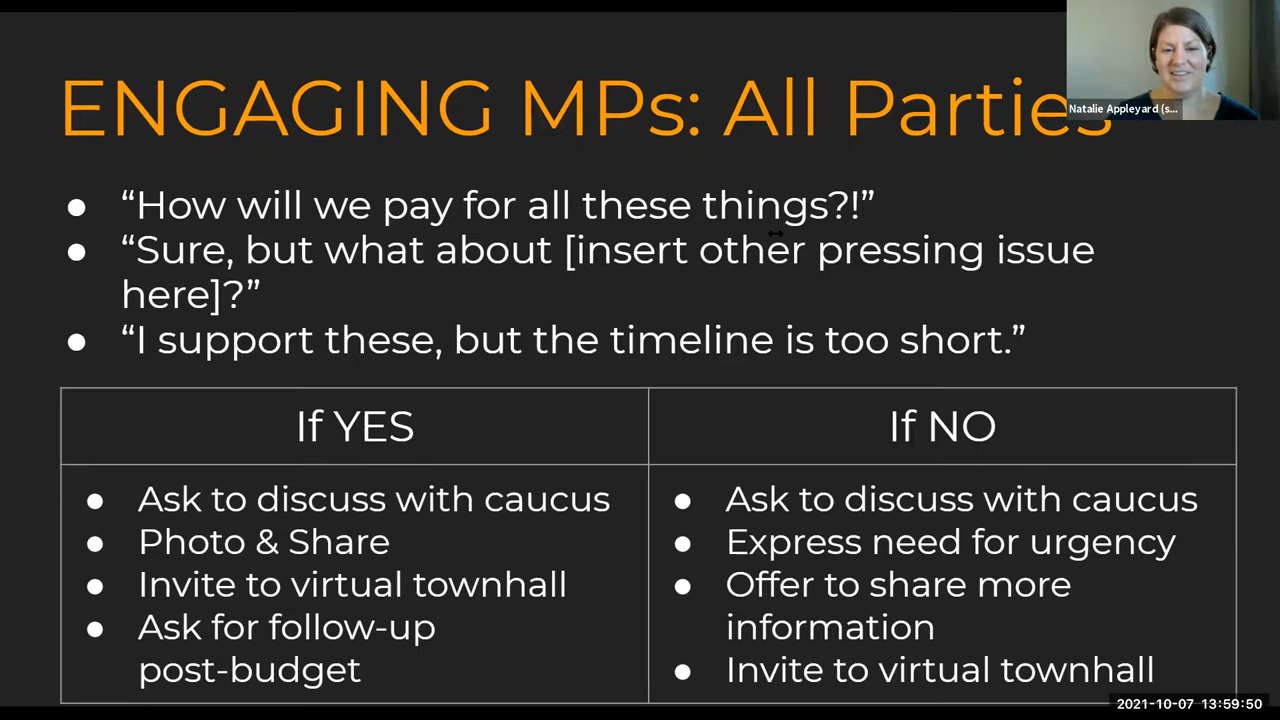 ENGAGING MPs: All Parties
Natalie Appleyard (s...
● “How will we pay for all these things?!”
● “Sure, but what about [insert other pressing issue
here]?”
● “I support these, but the timeline is too short.”
If YES
● Ask to discuss with caucus
● Photo & Share
● Invite to virtual townhall
● Ask for follow-up
post-budget
If NO
● Ask to discuss with caucus
● Express need for urgency
● Offer to share more
information
● Invite to virtual townhall
2021-10-07 13:59:50